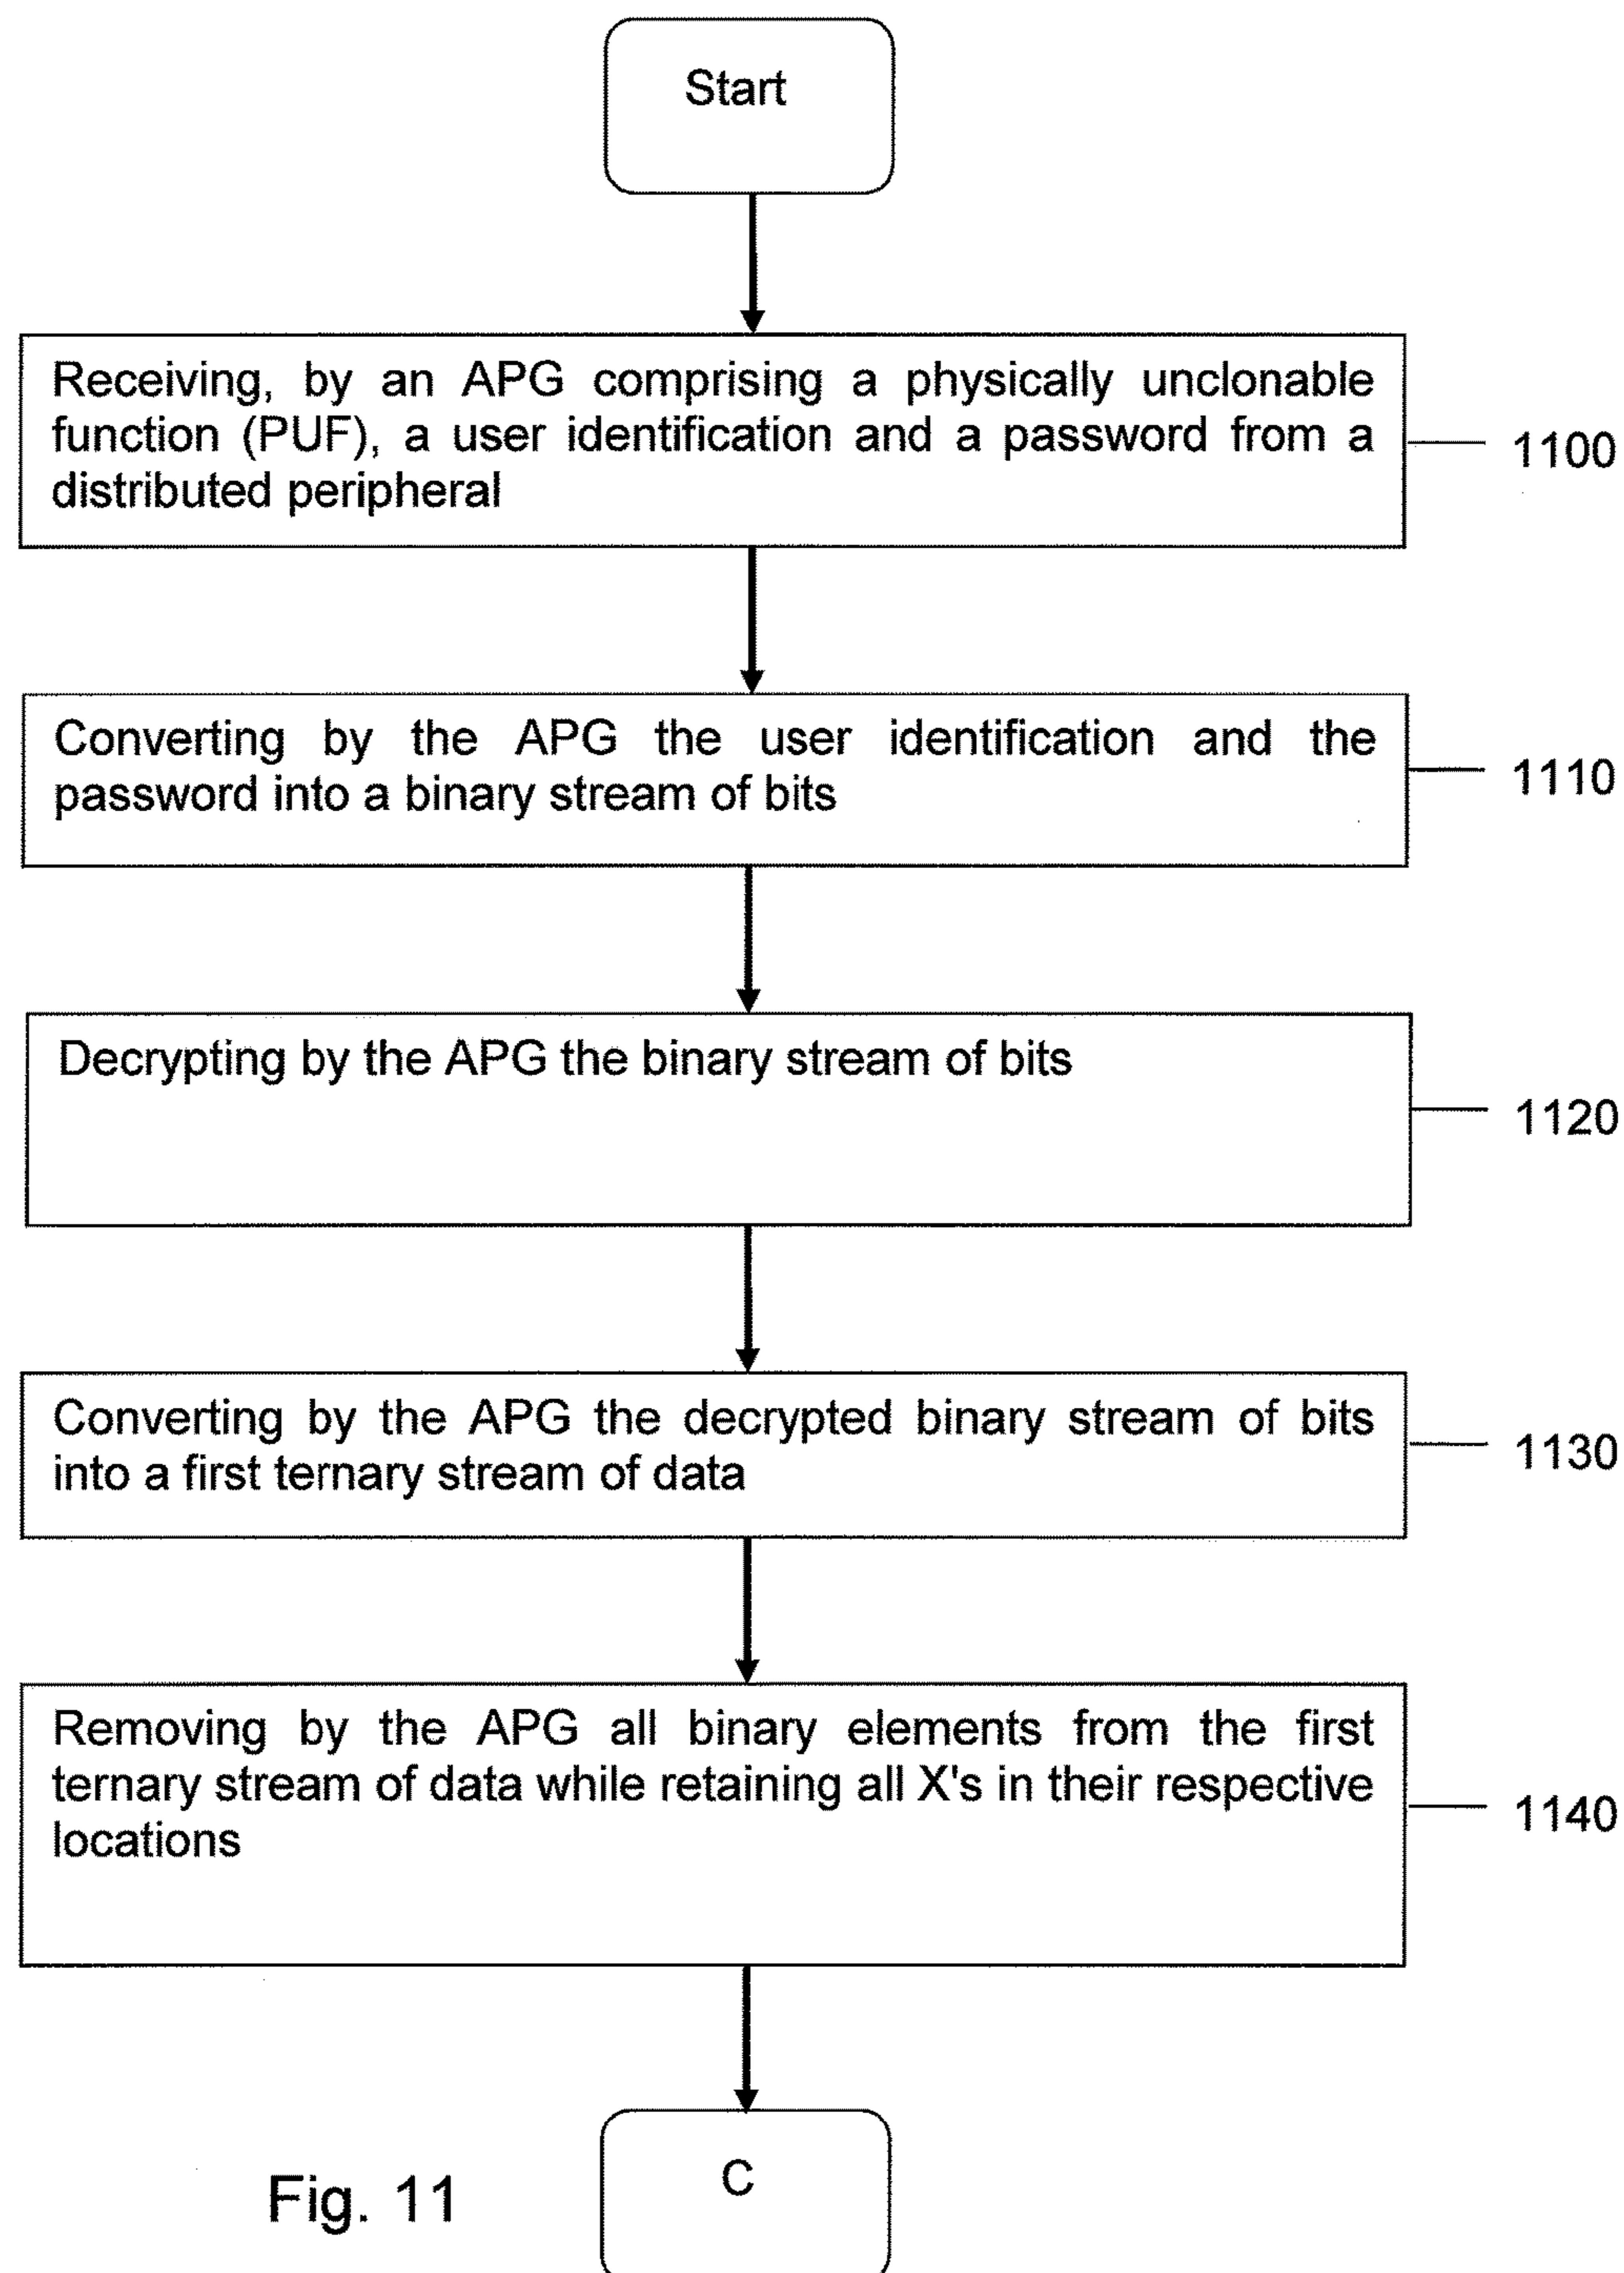 Start
Receiving, by an APG comprising a physically unclonable
function (PUF), a user identification and a password from a
distributed peripheral
1100
Converting by the APG the user identification and the
password into a binary stream of bits
1110
Decrypting by the APG the binary stream of bits
1120
Converting by the APG the decrypted binary stream of bits
into a first ternary stream of data
1130
Removing by the APG all binary elements from the first
ternary stream of data while retaining all X's in their respective
locations
1140
C
Fig. 11